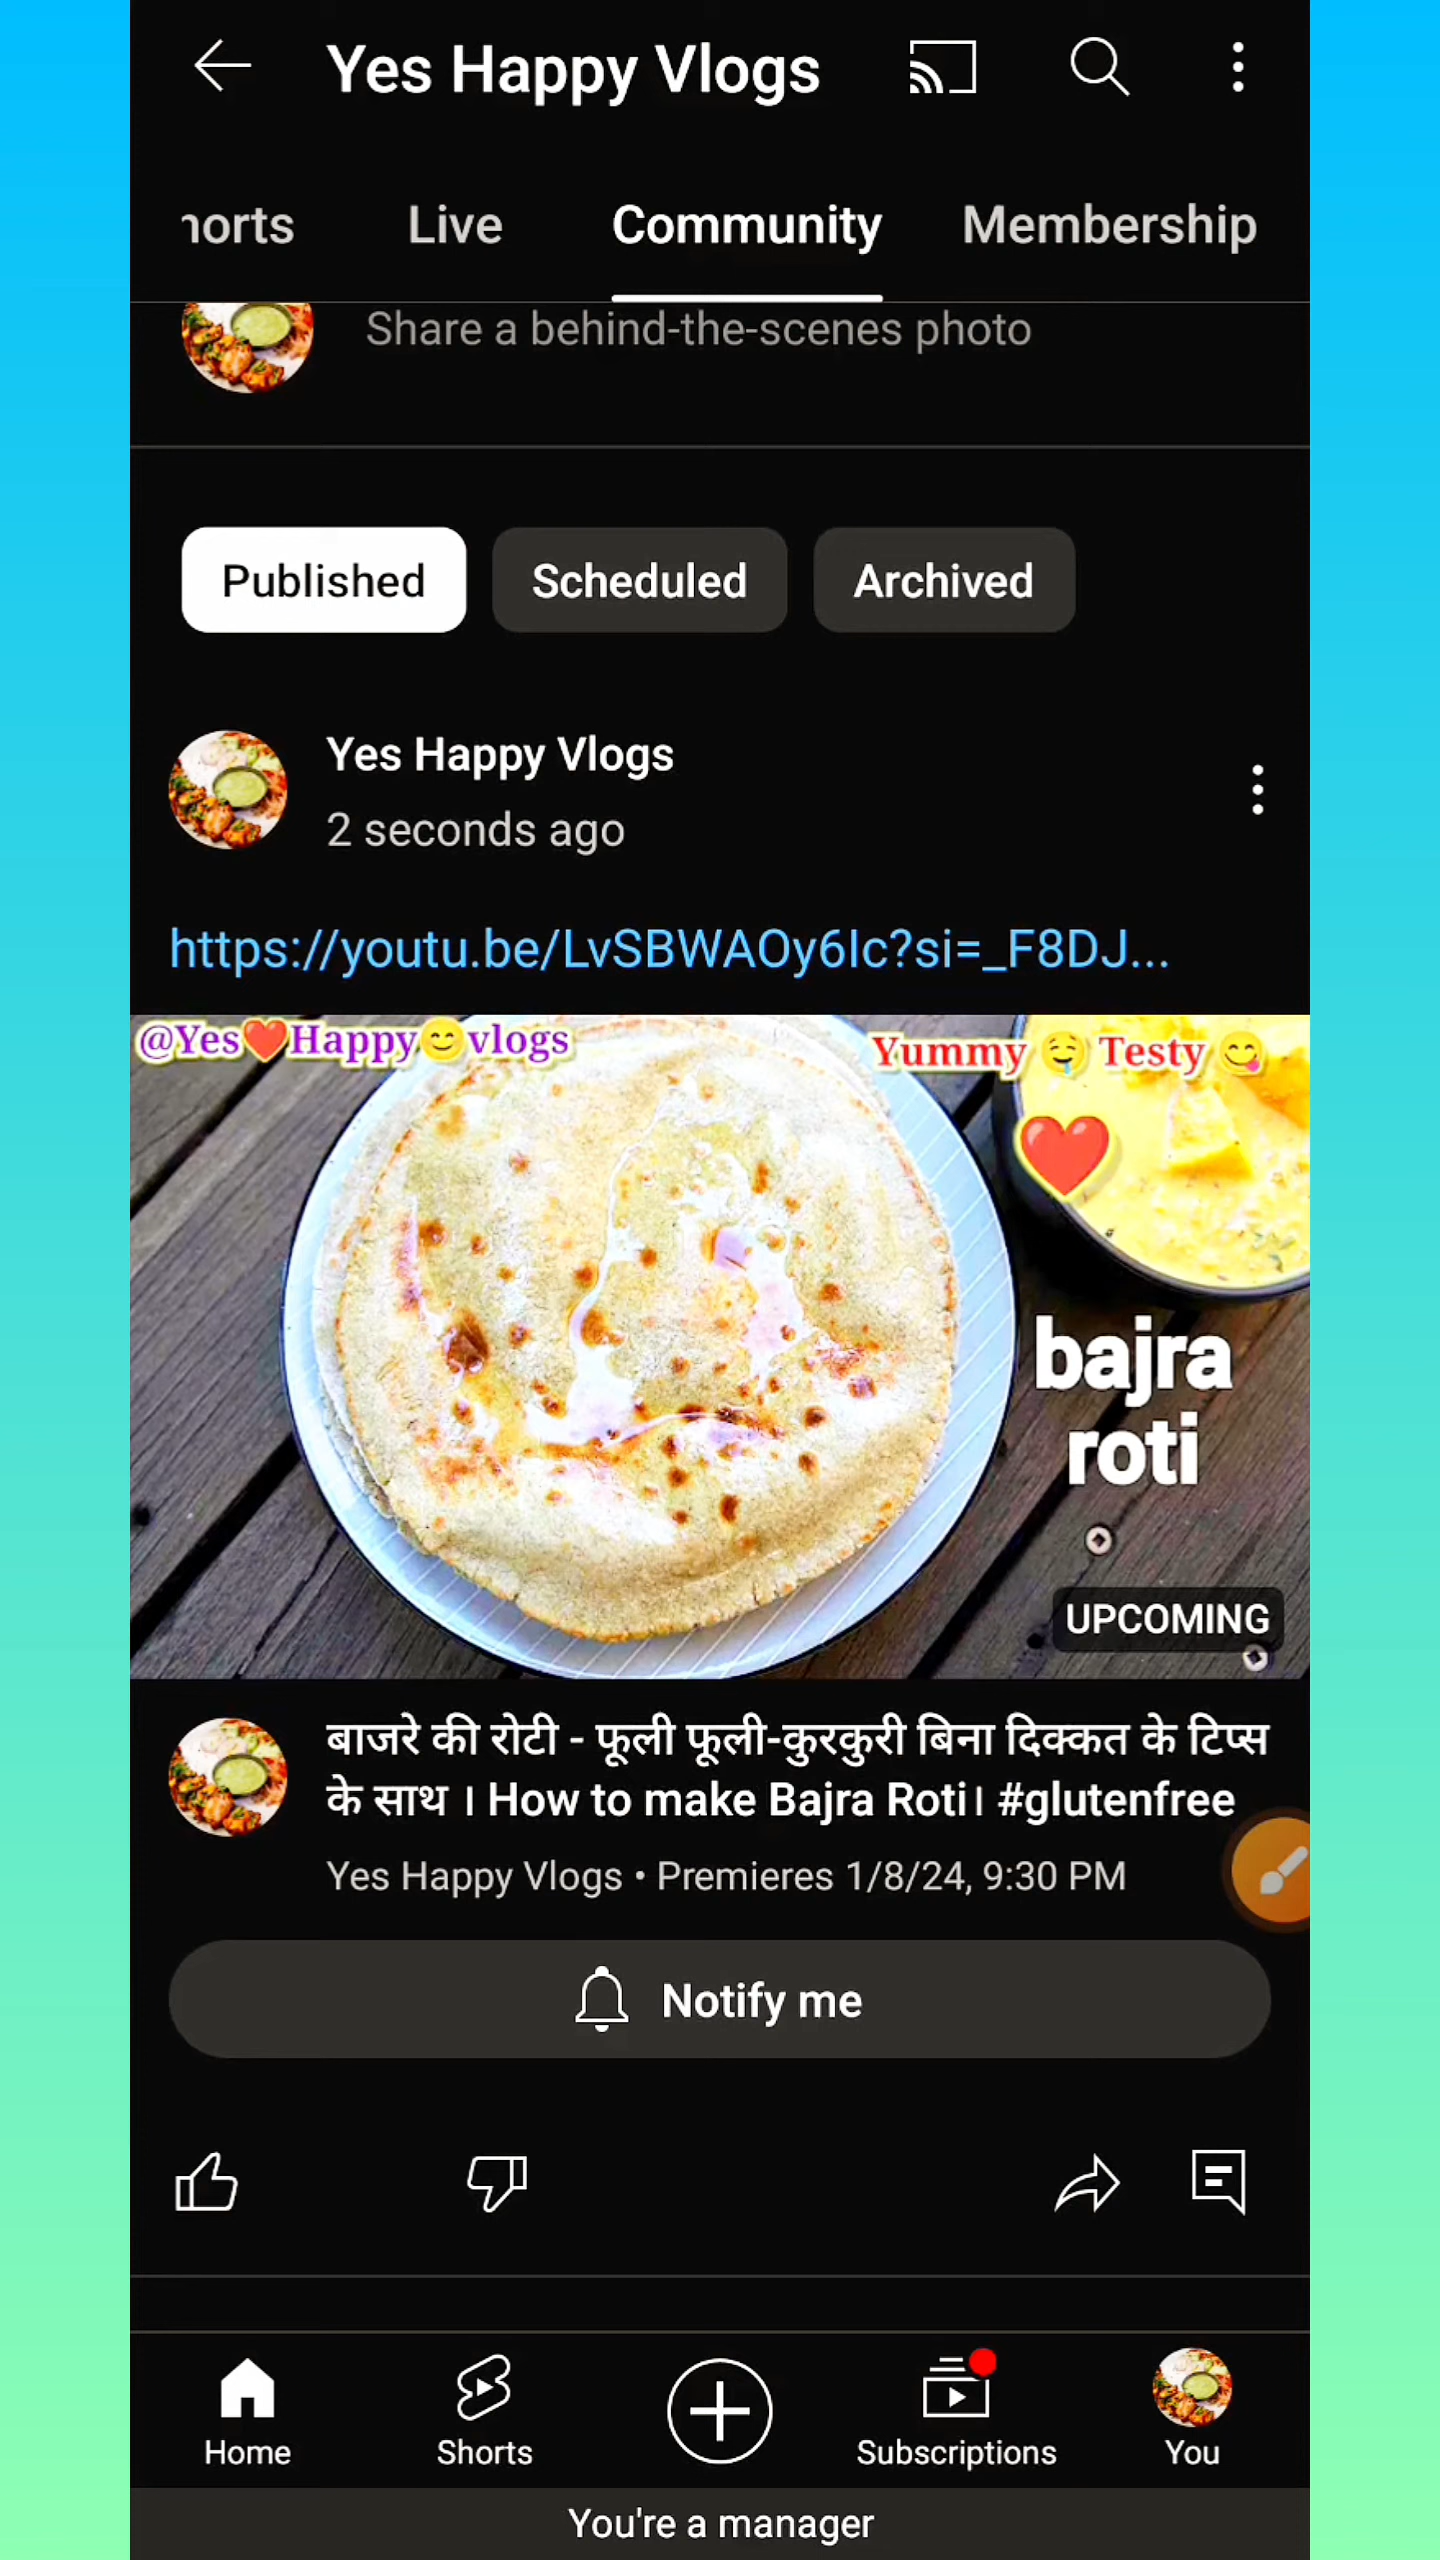 Yes Happy Vlogs
horts Live Community Membership
Share a behind-the-scenes photo
Published Scheduled Archived
Yes Happy Vlogs
2 seconds ago
https://youtu.be/LvSBWAOy6Ic?si=_F8DJ...
@Yes❤️Happy😊vlogs
Yummy 🤤 Testy 😋
❤️
bajra
roti
UPCOMING
बाजरे की रोटी - फूली फूली-कुरकुरी बिना दिक्कत के टिप्स
के साथ । How to make Bajra Roti। #glutenfree
Yes Happy Vlogs • Premieres 1/8/24, 9:30 PM
Notify me
Home Shorts Subscriptions You
You're a manager